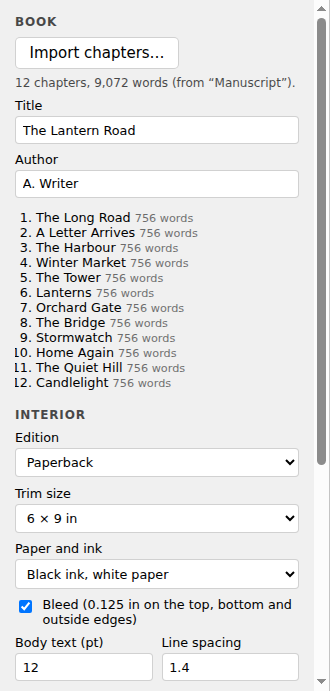 BOOK
Import chapters…
12 chapters, 9,072 words (from “Manuscript”).
Title
The Lantern Road
Author
A. Writer
1. The Long Road 756 words
2. A Letter Arrives 756 words
3. The Harbour 756 words
4. Winter Market 756 words
5. The Tower 756 words
6. Lanterns 756 words
7. Orchard Gate 756 words
8. The Bridge 756 words
9. Stormwatch 756 words
10. Home Again 756 words
11. The Quiet Hill 756 words
12. Candlelight 756 words
INTERIOR
Edition
Paperback
Trim size
6 × 9 in
Paper and ink
Black ink, white paper
Bleed (0.125 in on the top, bottom and
outside edges)
Body text (pt) Line spacing
12 1.4